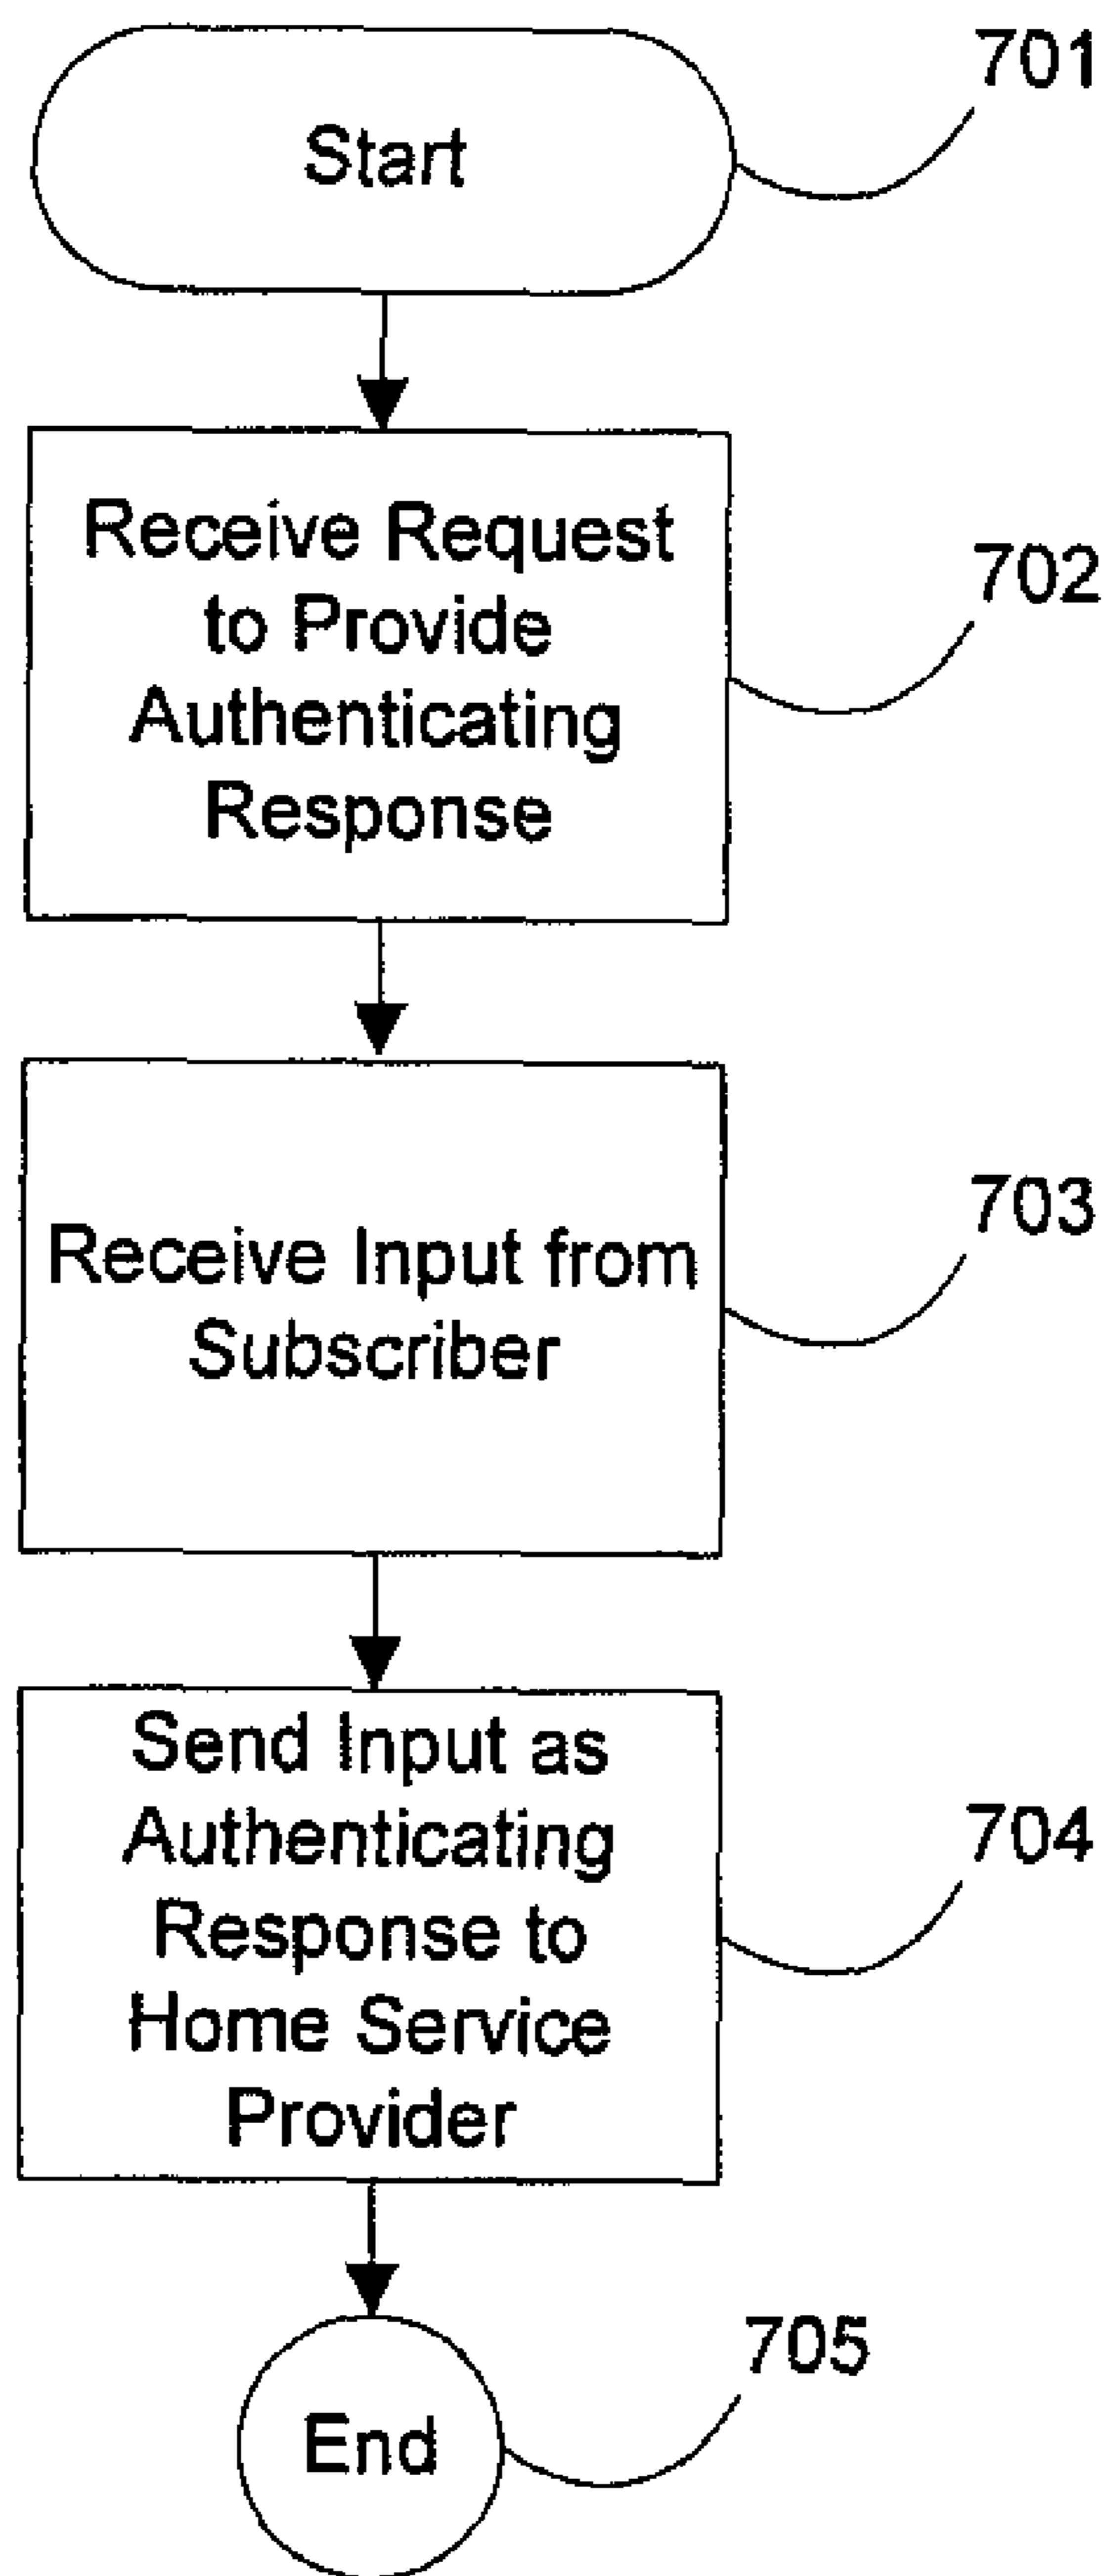 701
Start
Receive Request
to Provide
Authenticating
Response
702
Receive Input from
Subscriber
703
Send Input as
Authenticating
Response to
Home Service
Provider
704
End
705